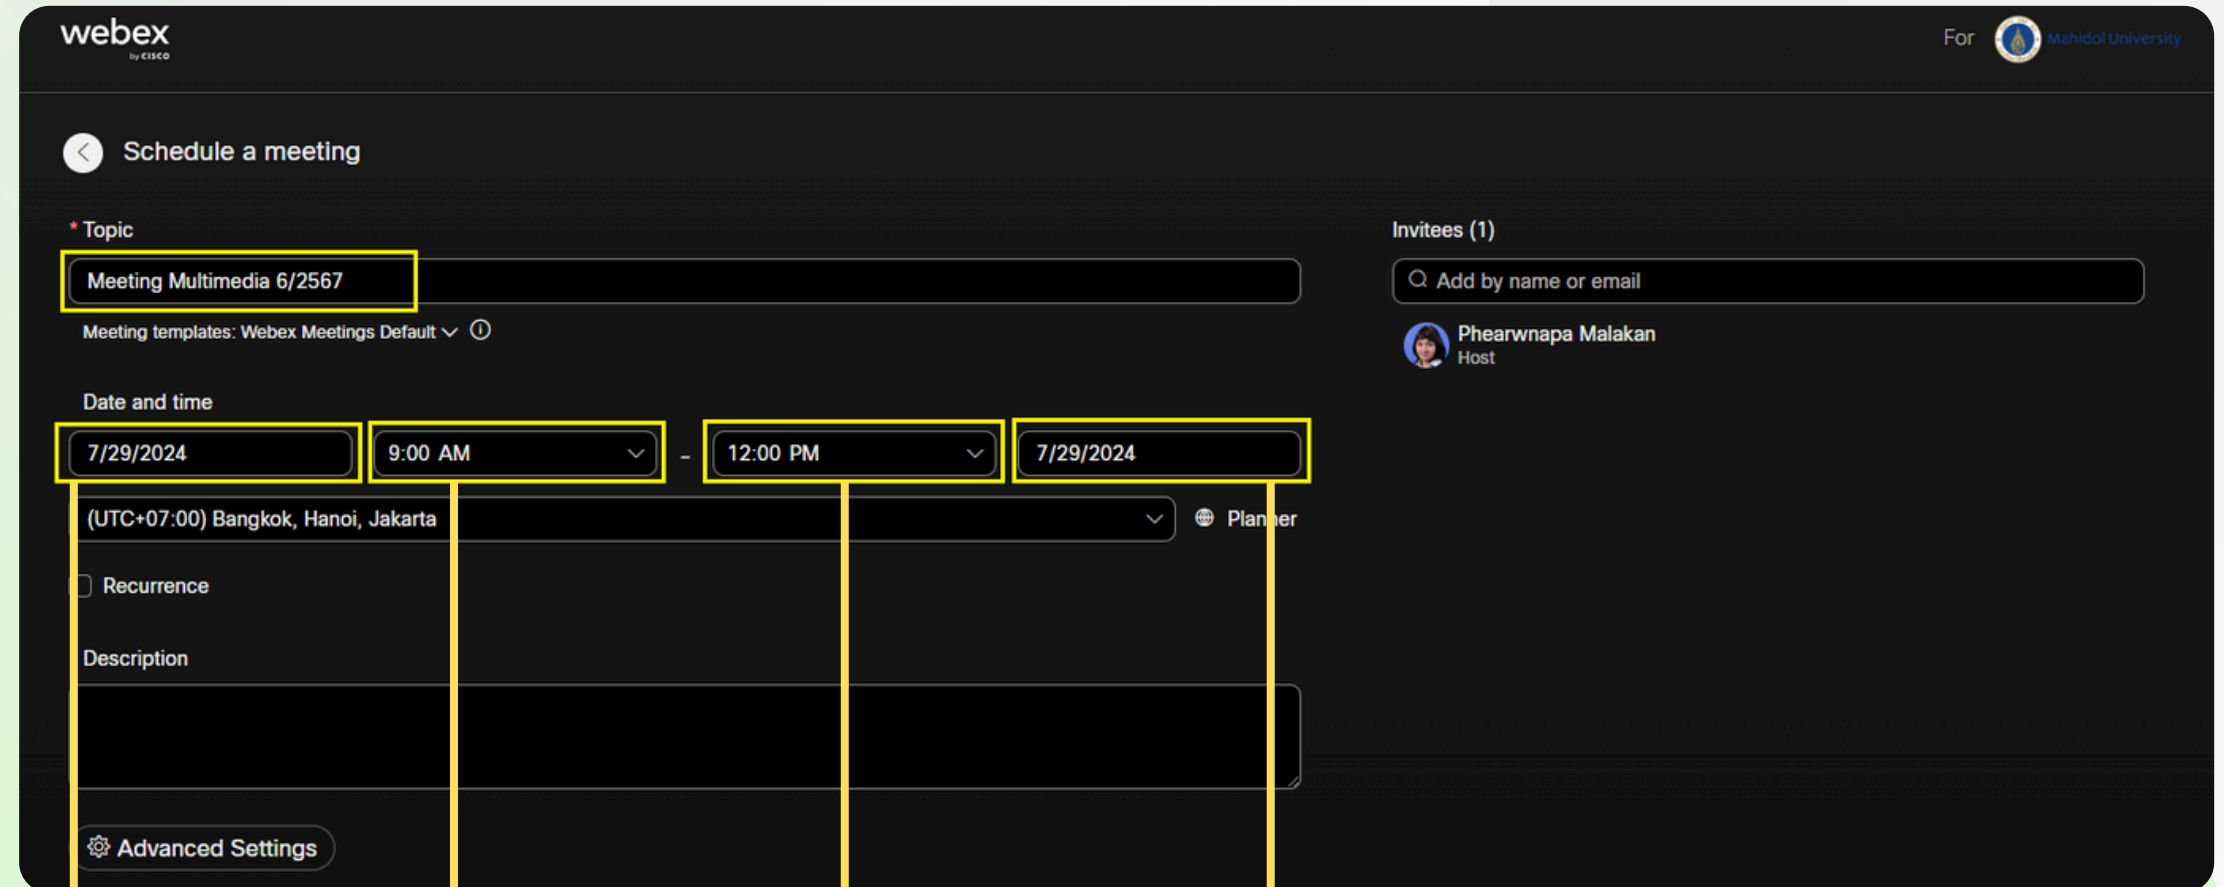 webex
by CISCO
For Mahidol University
Schedule a meeting
* Topic
Meeting Multimedia 6/2567
Meeting templates: Webex Meetings Default
Date and time
7/29/2024 9:00 AM - 12:00 PM 7/29/2024
(UTC+07:00) Bangkok, Hanoi, Jakarta Planner
Recurrence
Description
Advanced Settings
Invitees (1)
Add by name or email
Phearwnapa Malakan
Host